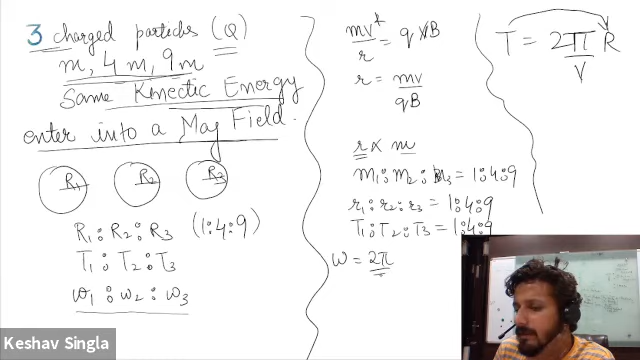 3 charged particles (Q)
m, 4m, 9m
Same Kinectic Energy
enter into a Mag Field.
R1 R2 R3
R1 : R2 : R3 (1:4:9)
T1 : T2 : T3
ω1 : ω2 : ω3
mv²/r = qVB
r = mv/qB
r ∝ m
m1 : m2 : m3 = 1:4:9
r1 : r2 : r3 = 1:4:9
T1 : T2 : T3 = 1:4:9
ω = 2π
T = 2π/V R
Keshav Singla